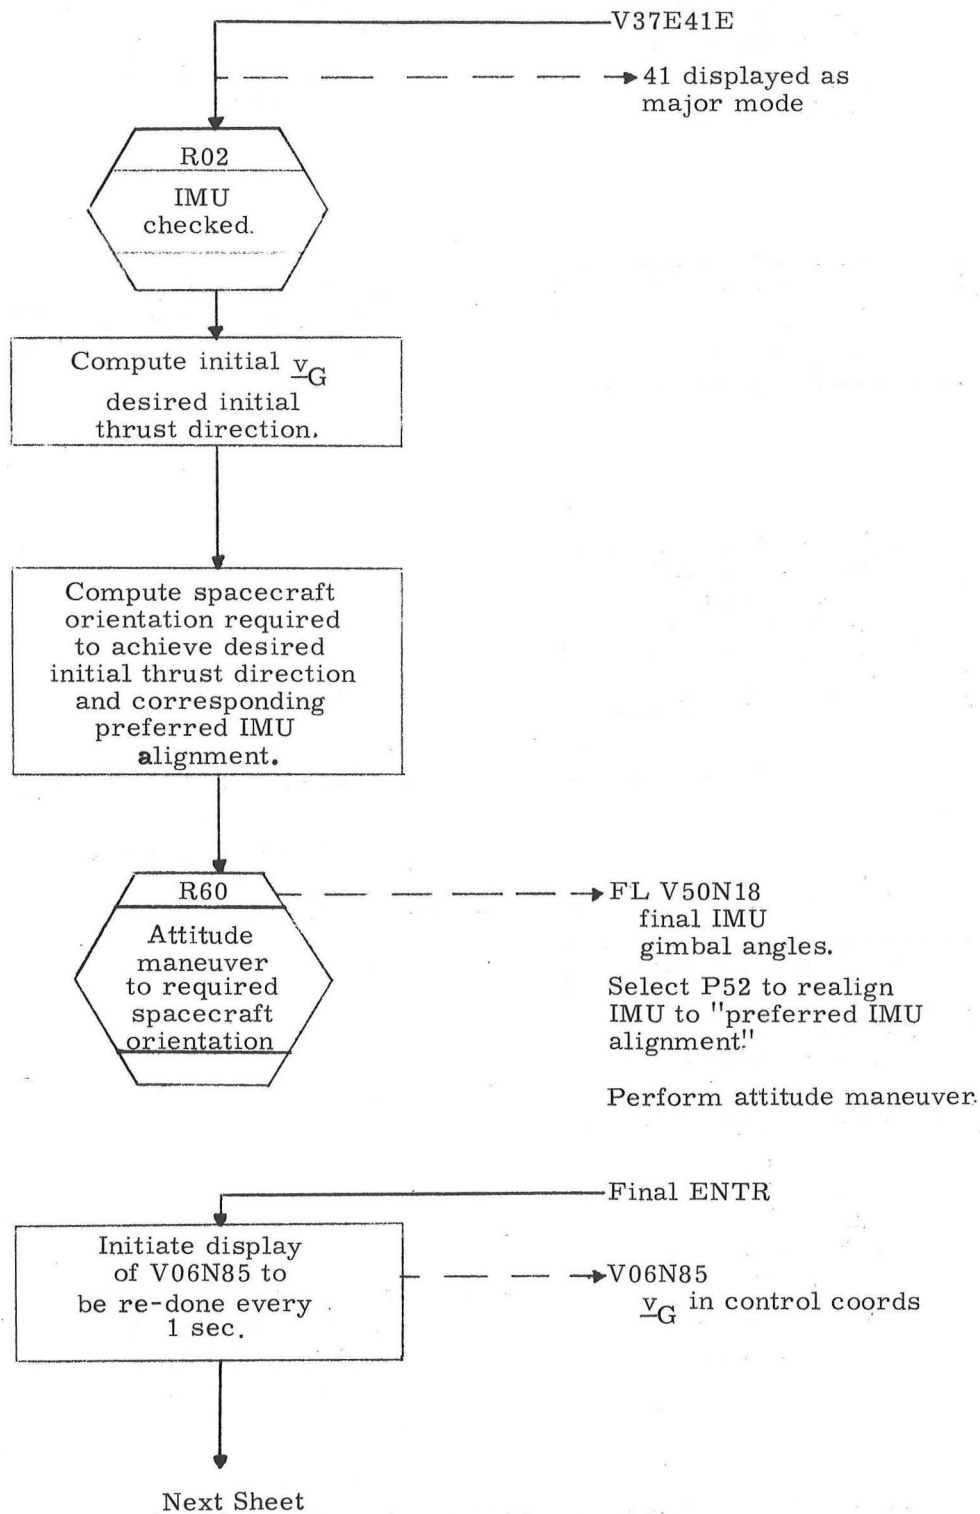 V37E41E
41 displayed as
major mode
R02
IMU
checked.
Compute initial v_G
desired initial
thrust direction.
Compute spacecraft
orientation required
to achieve desired
initial thrust direction
and corresponding
preferred IMU
alignment.
R60
Attitude
maneuver
to required
spacecraft
orientation
FL V50N18
final IMU
gimbal angles.
Select P52 to realign
IMU to "preferred IMU
alignment."
Perform attitude maneuver.
Final ENTR
Initiate display
of V06N85 to
be re-done every
1 sec.
V06N85
v_G in control coords
Next Sheet